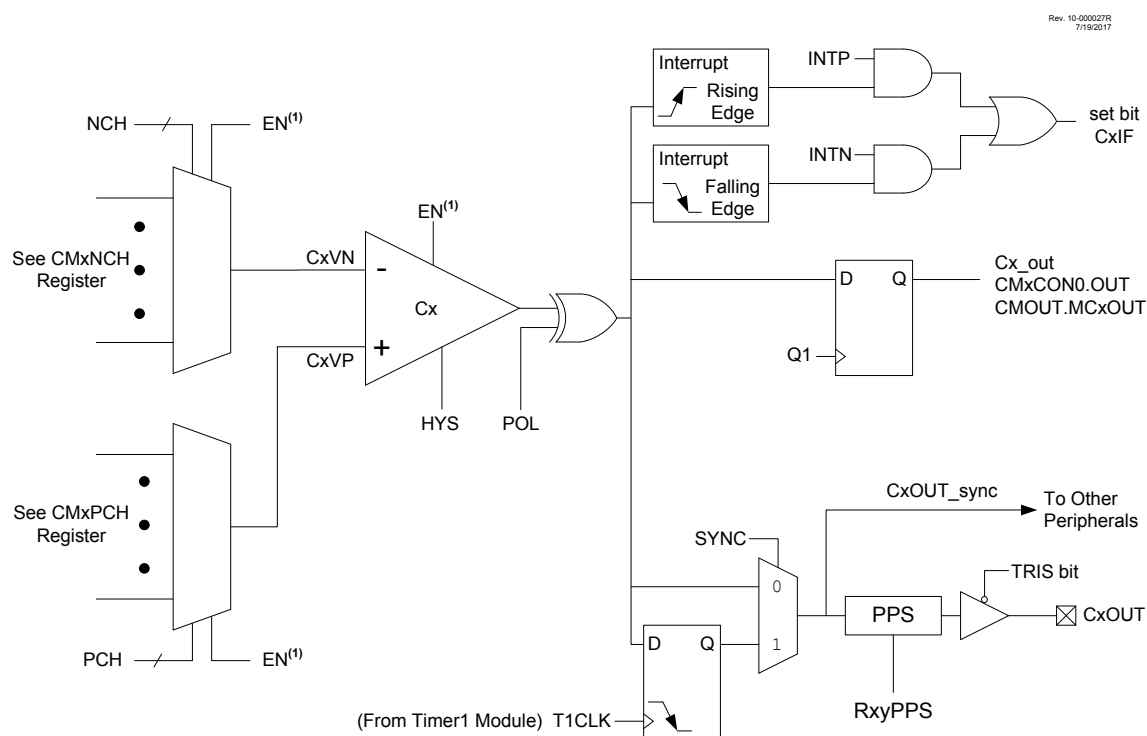 Rev. 10-000027R
7/19/2017
NCH
EN(1)
See CMxNCH
Register
CxVN
CxVP
EN(1)
-
Cx
+
HYS
POL
See CMxPCH
Register
PCH
EN(1)
Interrupt
Rising
Edge
INTP
Interrupt
Falling
Edge
INTN
set bit
CxIF
D
Q
Q1
Cx_out
CMxCON0.OUT
CMOUT.MCxOUT
CxOUT_sync
To Other
Peripherals
SYNC
0
1
TRIS bit
PPS
CxOUT
RxyPPS
D
Q
(From Timer1 Module) T1CLK